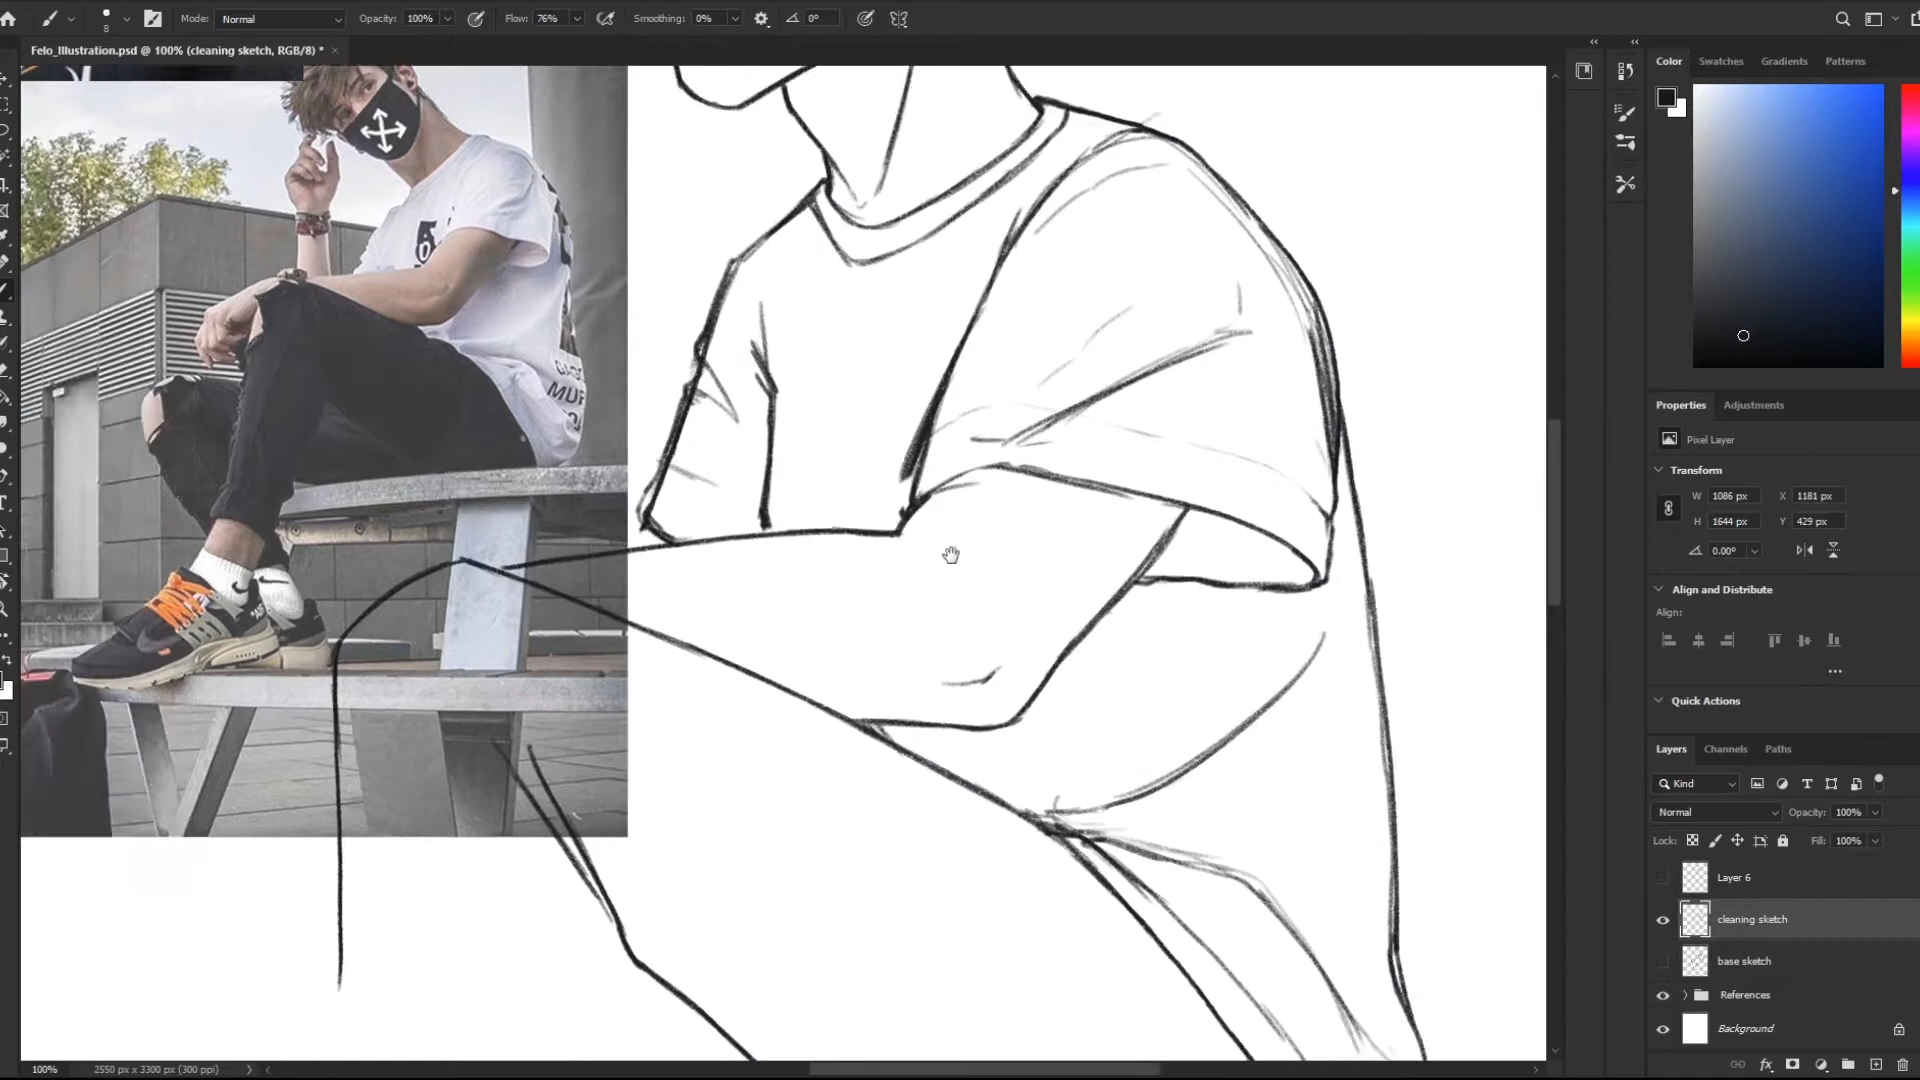 Mode: Normal Opacity: 100% Flow: 76% Smoothing: 0% 0°
8
Felo_Illustration.psd @ 100% (cleaning sketch, RGB/8) * ×
Color Swatches Gradients Patterns
Properties Adjustments
Pixel Layer
Transform
W 1086 px X 1181 px
H 1644 px Y 429 px
0.00°
Align and Distribute
Align:
Quick Actions
Layers Channels Paths
Kind
Normal Opacity: 100%
Lock: Fill: 100%
Layer 6
cleaning sketch
base sketch
References
Background
100% 2550 px x 3300 px (300 ppi)